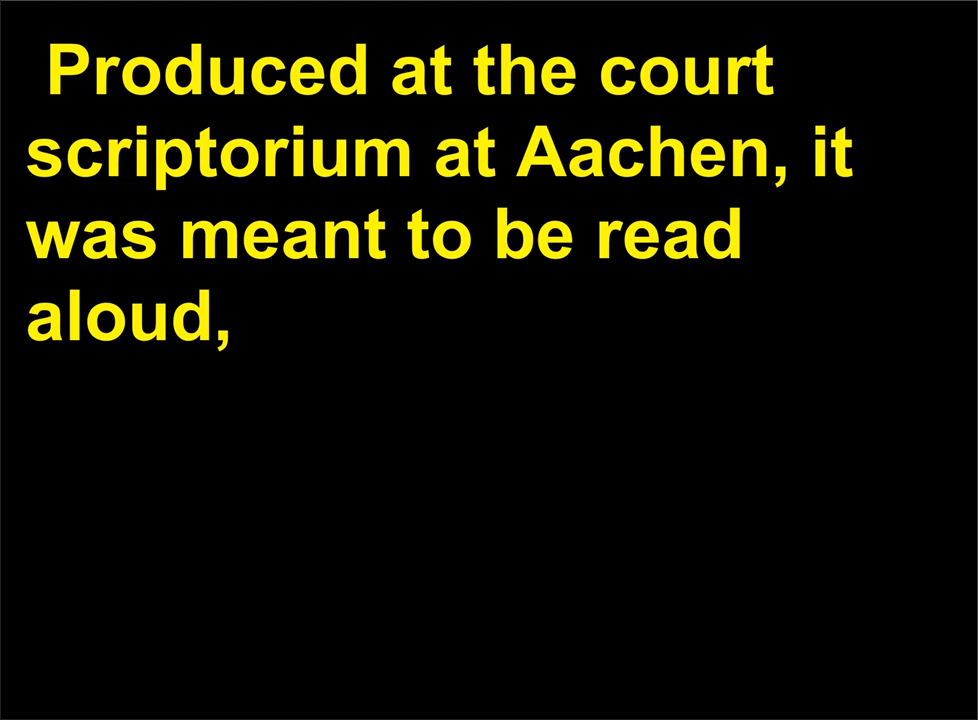 Produced at the court
scriptorium at Aachen, it
was meant to be read
aloud,